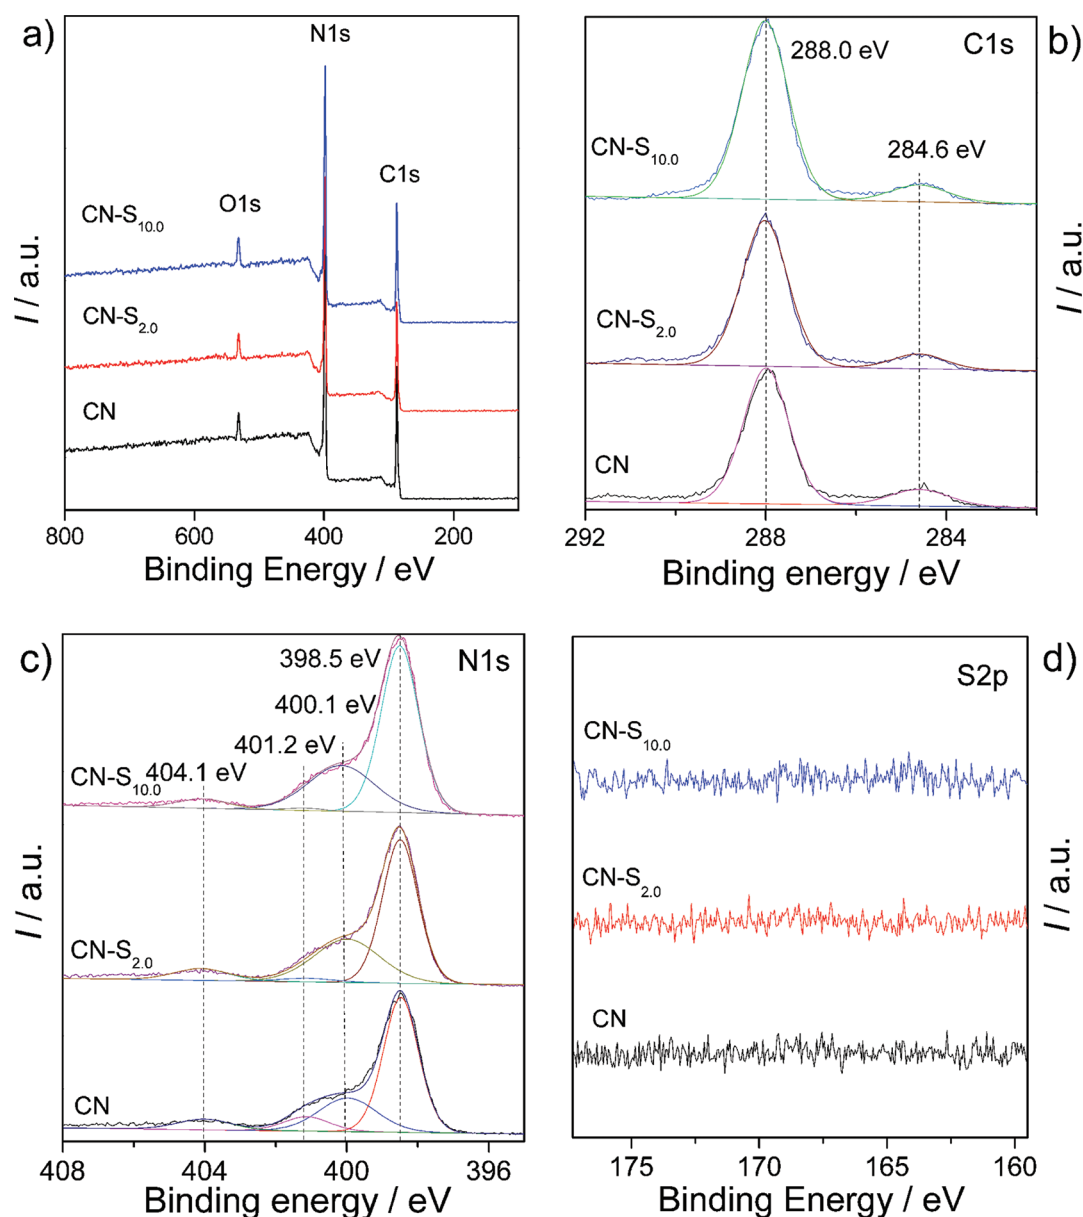 a)
N1s
C1s
O1s
CN-S10.0
CN-S2.0
CN
I / a.u.
800 600 400 200
Binding Energy / eV
b)
C1s
288.0 eV
284.6 eV
CN-S10.0
CN-S2.0
CN
I / a.u.
292 288 284
Binding energy / eV
c)
N1s
398.5 eV
400.1 eV
401.2 eV
404.1 eV
CN-S10.0
CN-S2.0
CN
I / a.u.
408 404 400 396
Binding energy / eV
d)
S2p
CN-S10.0
CN-S2.0
CN
I / a.u.
175 170 165 160
Binding Energy / eV